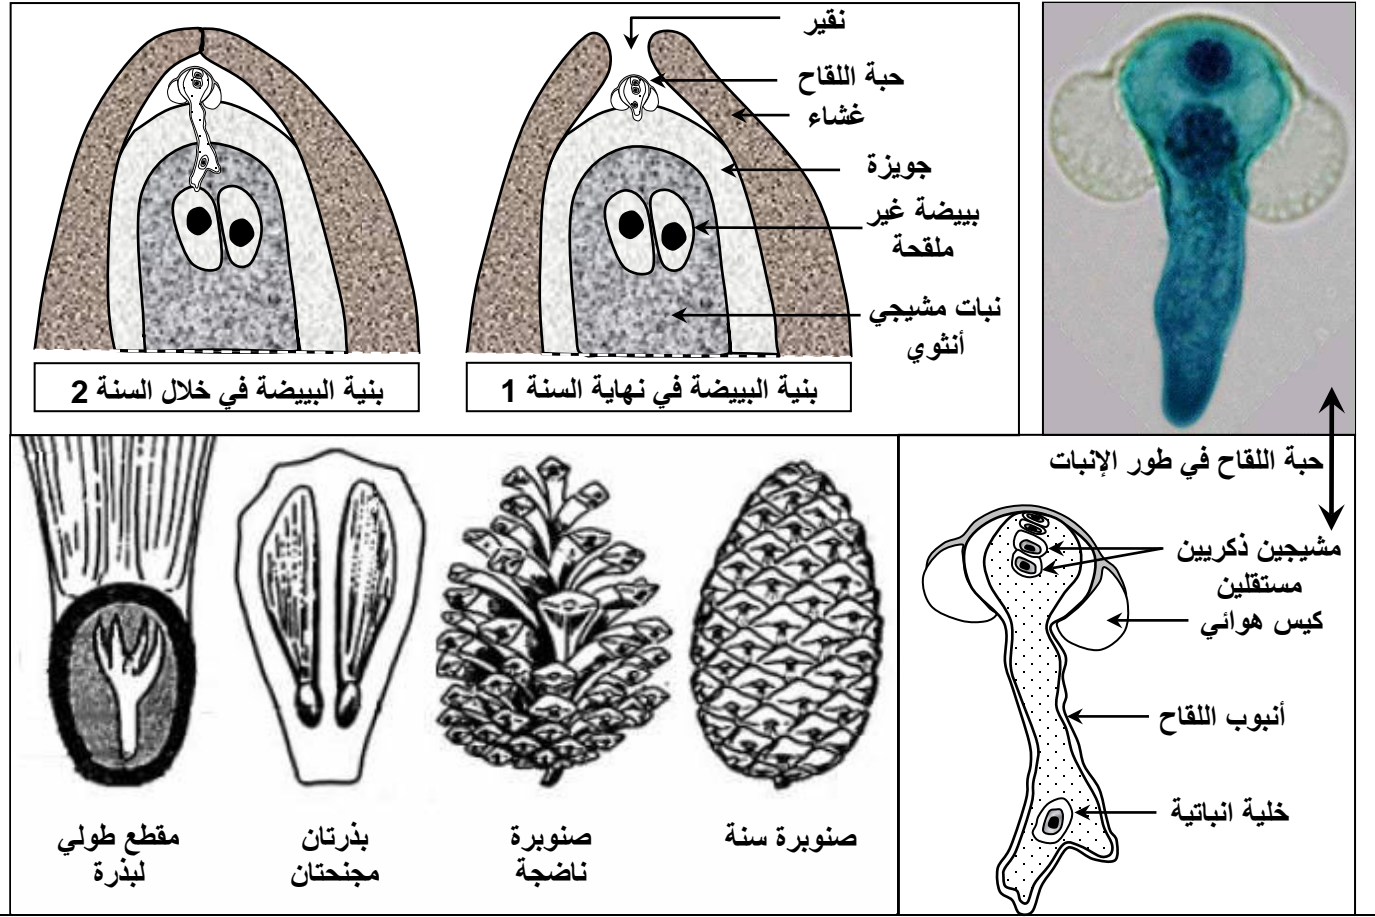 نقير
حبة اللقاح
غشاء
جويزة
بييضة غير
ملقحة
نبات مشيجي
أنثوي
بنية البييضة في نهاية السنة 1
بنية البييضة في خلال السنة 2
حبة اللقاح في طور الإنبات
مشيجين ذكريين
مستقلين
كيس هوائي
أنبوب اللقاح
خلية انباتية
صنوبرة سنة
صنوبرة
ناضجة
بذرتان
مجنحتان
مقطع طولي
لبذرة